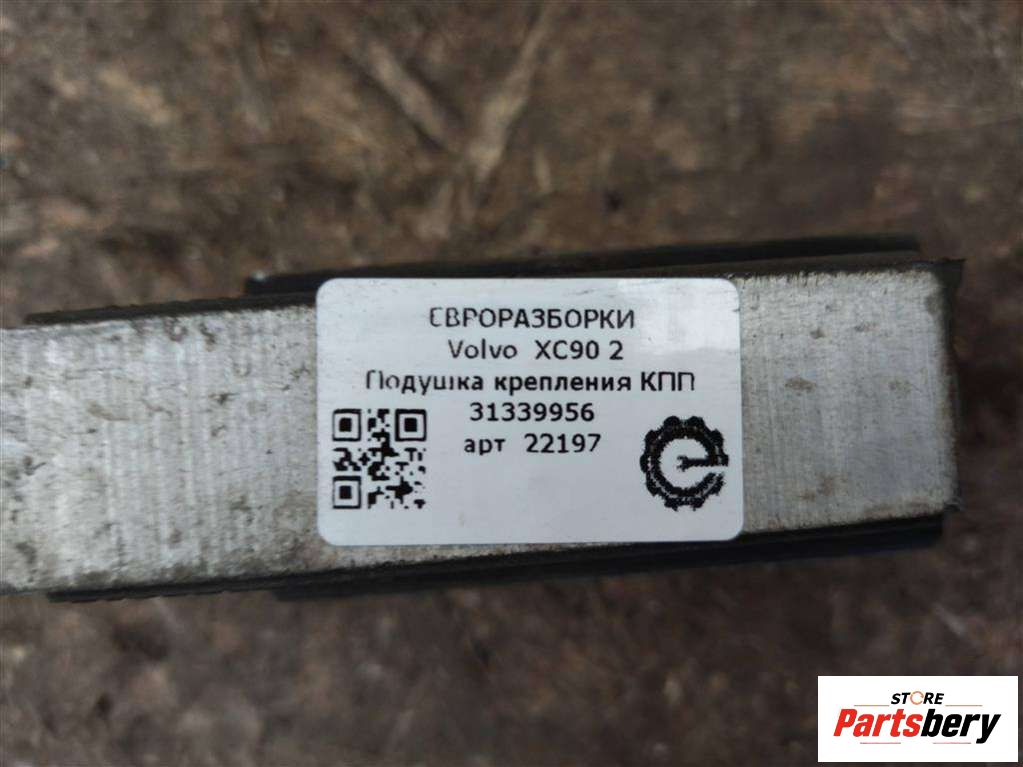 ЕВРОРАЗБОРКИ
Volvo XC90 2
Подушка крепления КПП
31339956
арт 22197
STORE
Partsbery